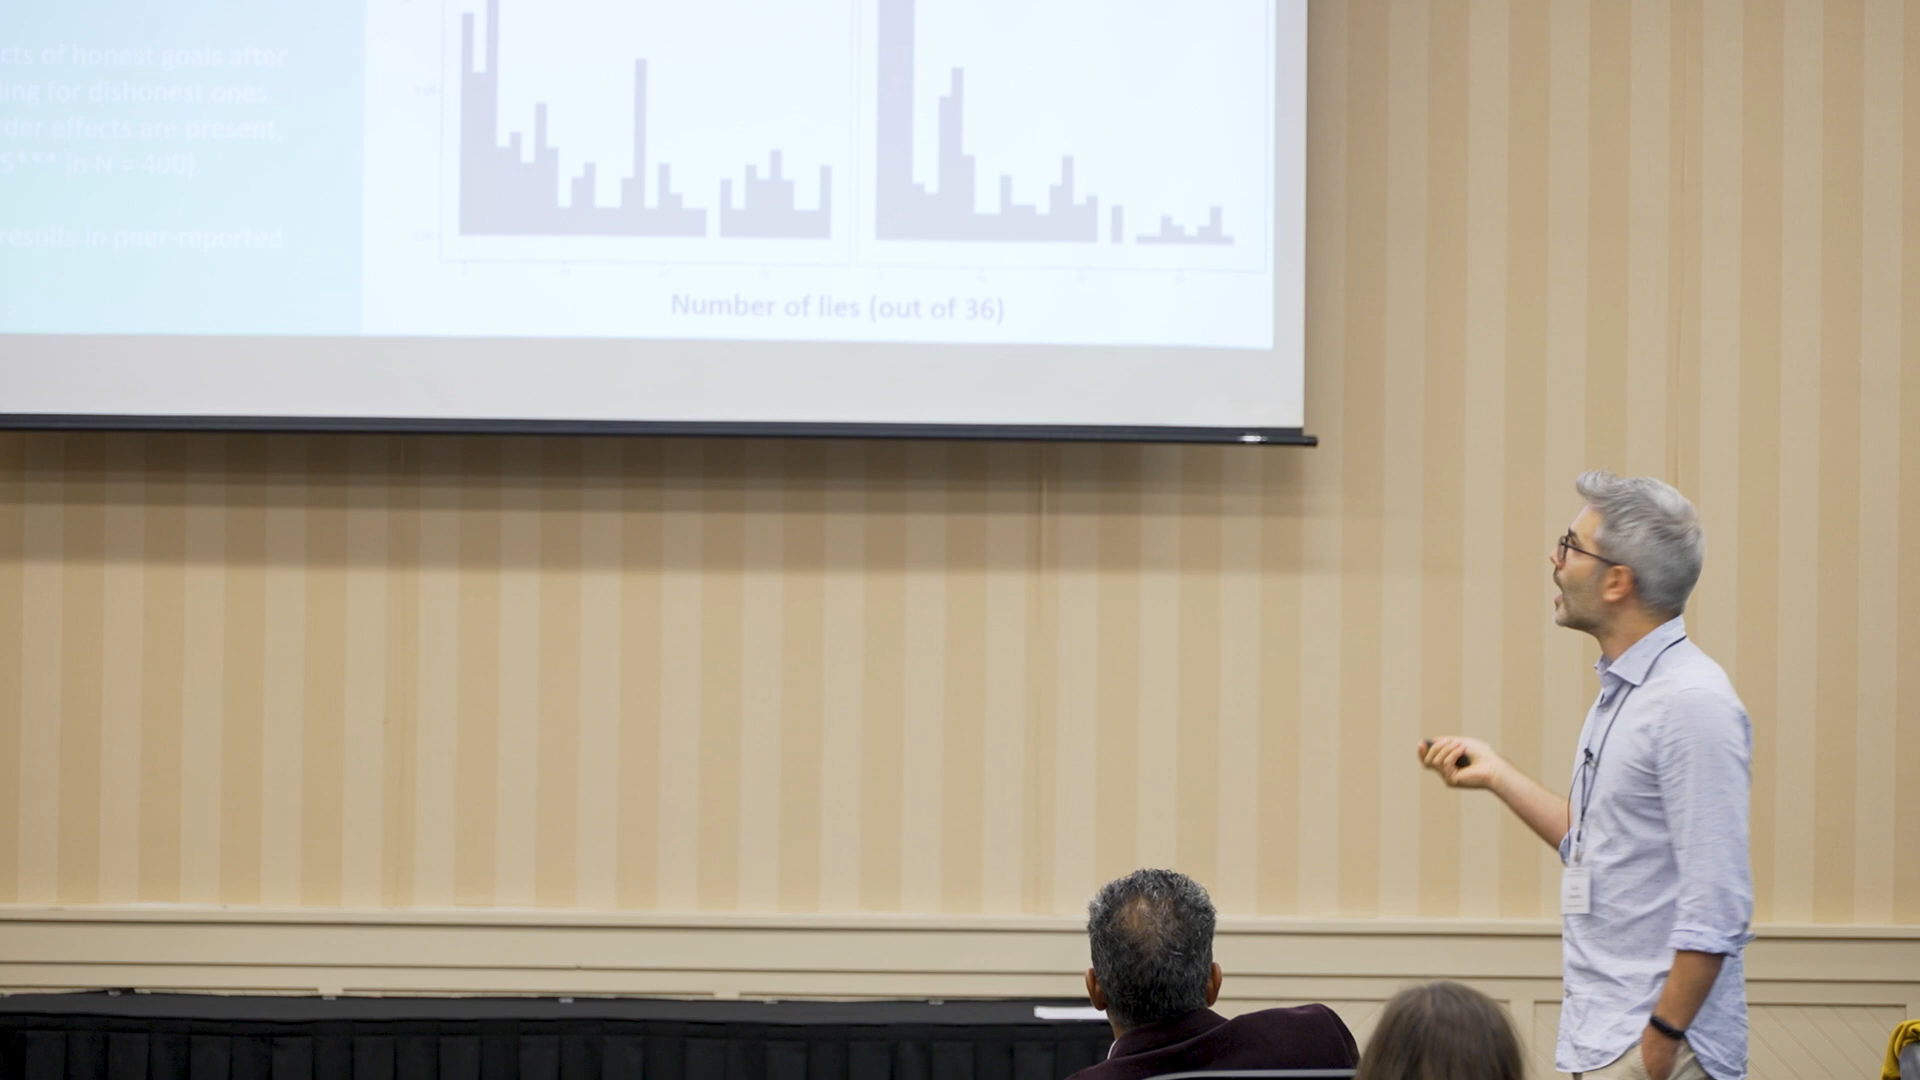 cts of honest goals after
ling for dishonest ones
rder effects are present,
5*** in N = 400).
results in peer-reported
Number of lies (out of 36)